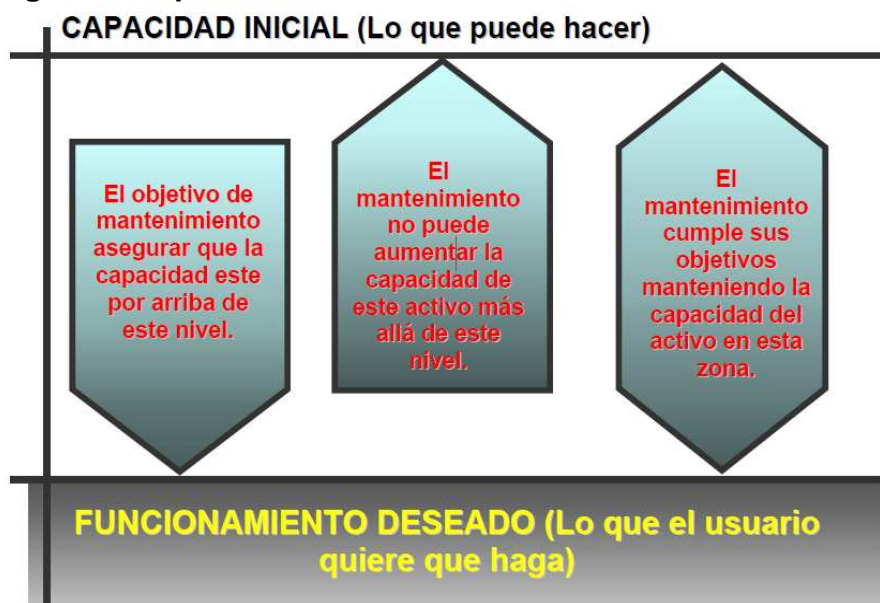 CAPACIDAD INICIAL (Lo que puede hacer)
El objetivo de
mantenimiento
asegurar que la
capacidad este
por arriba de
este nivel.
El
mantenimiento
no puede
aumentar la
capacidad de
este activo más
allá de este
nivel.
El
mantenimiento
cumple sus
objetivos
manteniendo la
capacidad del
activo en esta
zona.
FUNCIONAMIENTO DESEADO (Lo que el usuario
quiere que haga)